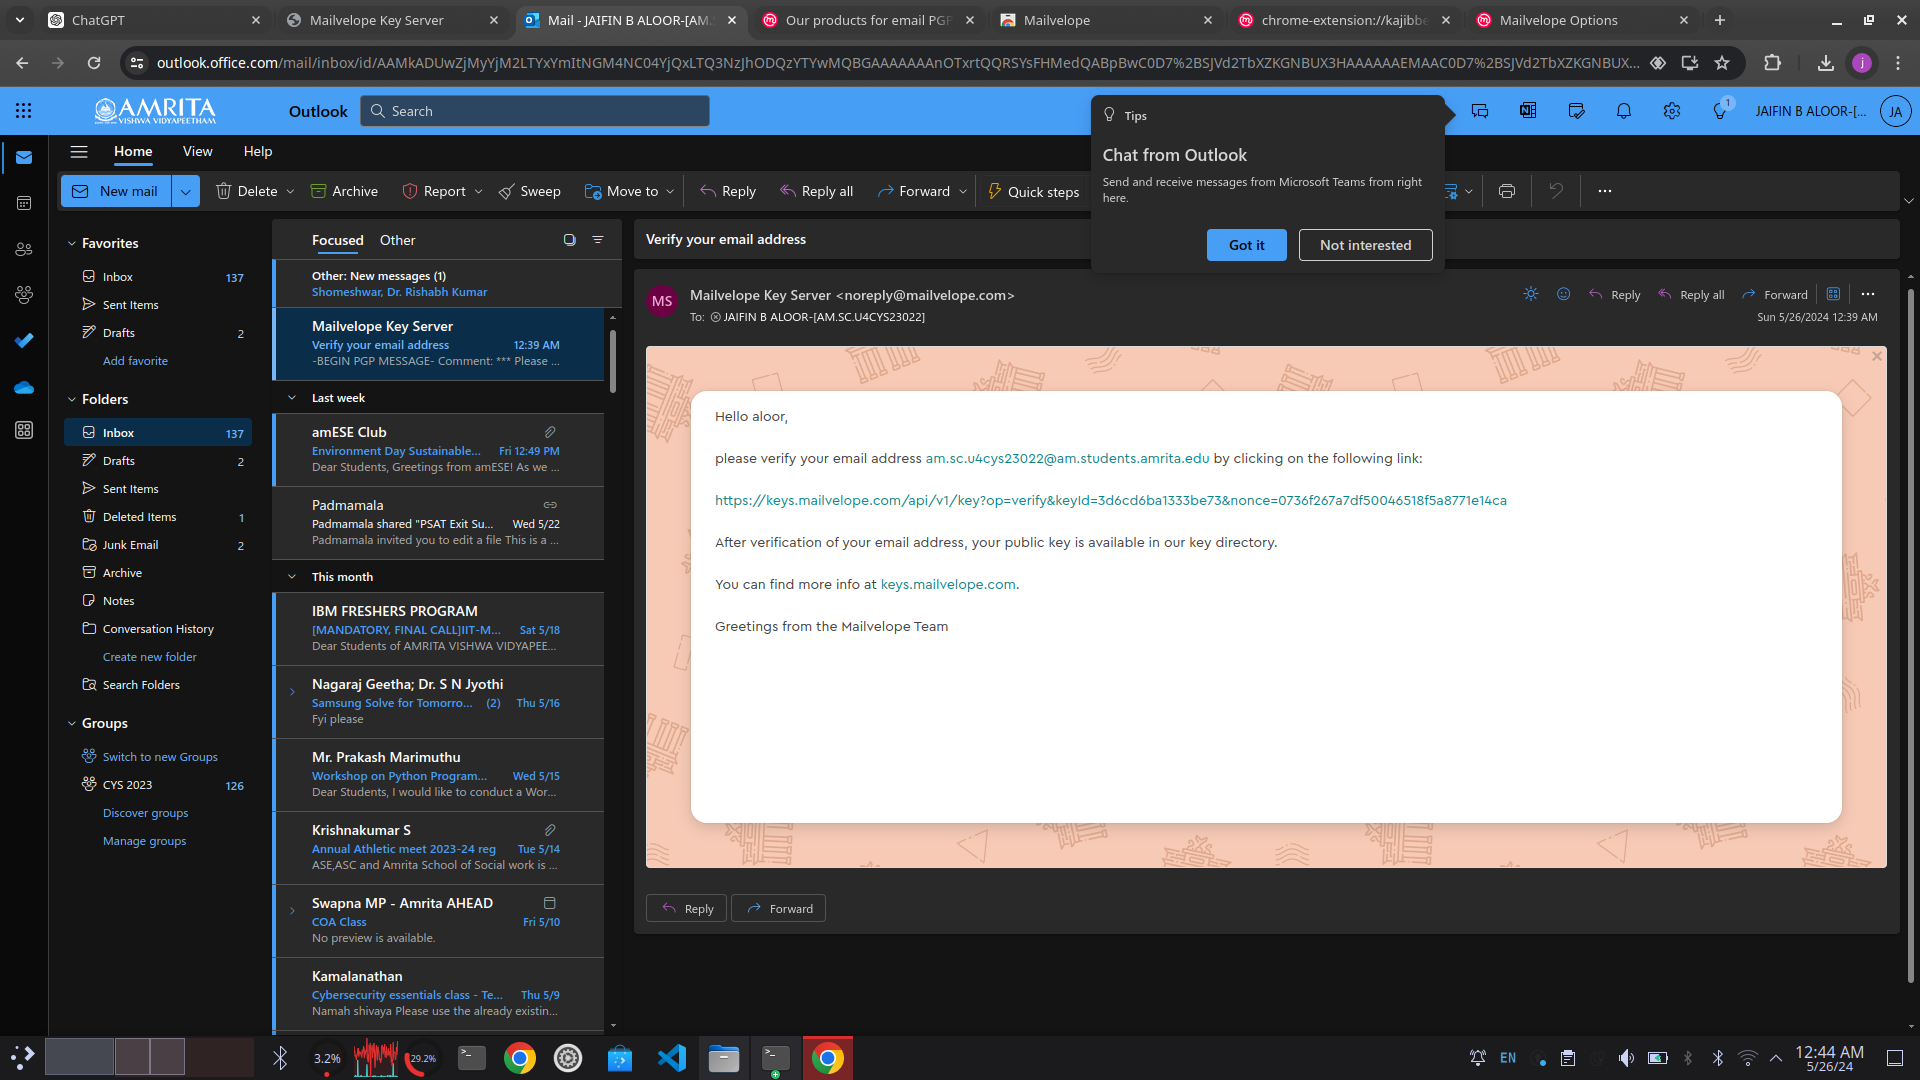 ChatGPT
Mailvelope Key Server
Mail - JAIFIN B ALOOR-[AM.
Our products for email PGP
Mailvelope
chrome-extension://kajibbe
Mailvelope Options
outlook.office.com/mail/inbox/id/
j
AMRITA
VISHWA VIDYAPEETHAM
Outlook
Search
1
JAIFIN B ALOOR-[...
JA
Tips
Chat from Outlook
Send and receive messages from Microsoft Teams from right
here.
Got it
Not interested
Home
View
Help
New mail
Delete
Archive
Report
Sweep
Move to
Reply
Reply all
Forward
Quick steps
Favorites
Inbox
137
Sent Items
Drafts
2
Add favorite
Folders
Inbox
137
Drafts
2
Sent Items
Deleted Items
1
Junk Email
2
Archive
Notes
Conversation History
Create new folder
Search Folders
Groups
Switch to new Groups
CYS 2023
126
Discover groups
Manage groups
Focused
Other
Other: New messages (1)
Shomeshwar, Dr. Rishabh Kumar
Mailvelope Key Server
Verify your email address
12:39 AM
-BEGIN PGP MESSAGE- Comment: *** Please ...
Last week
amESE Club
Environment Day Sustainable...
Fri 12:49 PM
Dear Students, Greetings from amESE! As we ...
Padmamala
Padmamala shared "PSAT Exit Su...
Wed 5/22
Padmamala invited you to edit a file This is a ...
This month
IBM FRESHERS PROGRAM
[MANDATORY, FINAL CALL]IIT-M...
Sat 5/18
Dear Students of AMRITA VISHWA VIDYAPEE...
Nagaraj Geetha; Dr. S N Jyothi
Samsung Solve for Tomorro...
(2)
Thu 5/16
Fyi please
Mr. Prakash Marimuthu
Workshop on Python Program...
Wed 5/15
Dear Students, I would like to conduct a Wor...
Krishnakumar S
Annual Athletic meet 2023-24 reg
Tue 5/14
ASE,ASC and Amrita School of Social work is ...
Swapna MP - Amrita AHEAD
COA Class
Fri 5/10
No preview is available.
Kamalanathan
Cybersecurity essentials class - Te...
Thu 5/9
Namah shivaya Please use the already existin...
Verify your email address
MS
Mailvelope Key Server <noreply@mailvelope.com>
To: JAIFIN B ALOOR-[AM.SC.U4CYS23022]
Reply
Reply all
Forward
Sun 5/26/2024 12:39 AM
Hello aloor,
please verify your email address am.sc.u4cys23022@am.students.amrita.edu by clicking on the following link:
https://keys.mailvelope.com/api/v1/key?op=verify&keyId=3d6cd6ba1333be73&nonce=0736f267a7df50046518f5a8771e14ca
After verification of your email address, your public key is available in our key directory.
You can find more info at keys.mailvelope.com.
Greetings from the Mailvelope Team
Reply
Forward
3.2%
29.2%
EN
12:44 AM
5/26/24